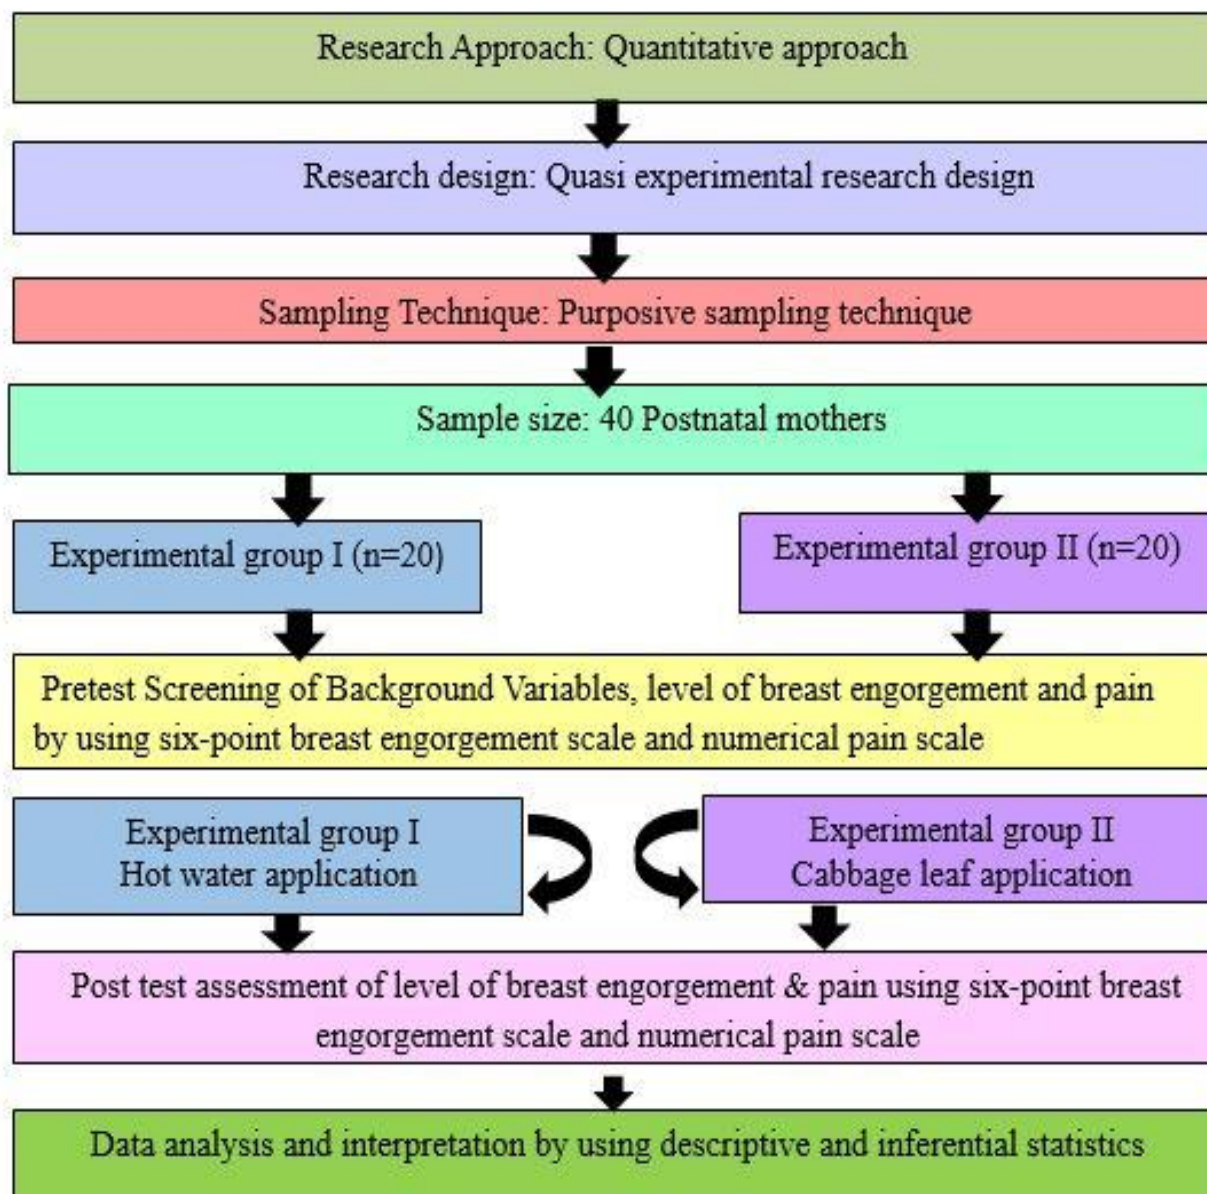 Research Approach: Quantitative approach
Research design: Quasi experimental research design
Sampling Technique: Purposive sampling technique
Sample size: 40 Postnatal mothers
Experimental group I (n=20)
Experimental group II (n=20)
Pretest Screening of Background Variables, level of breast engorgement and pain
by using six-point breast engorgement scale and numerical pain scale
Experimental group I
Hot water application
Experimental group II
Cabbage leaf application
Post test assessment of level of breast engorgement & pain using six-point breast
engorgement scale and numerical pain scale
Data analysis and interpretation by using descriptive and inferential statistics